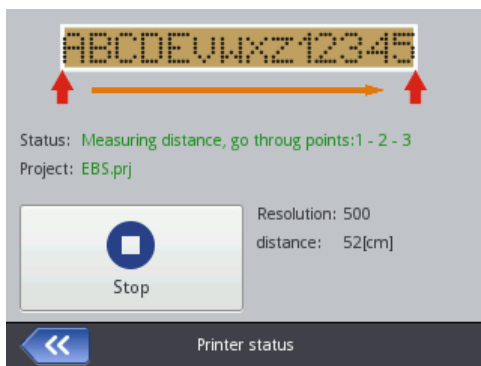 ABCDEVWXZ12345
Status: Measuring distance, go throug points:1 - 2 - 3
Project: EBS.prj
Resolution: 500
distance: 52[cm]
Stop
Printer status